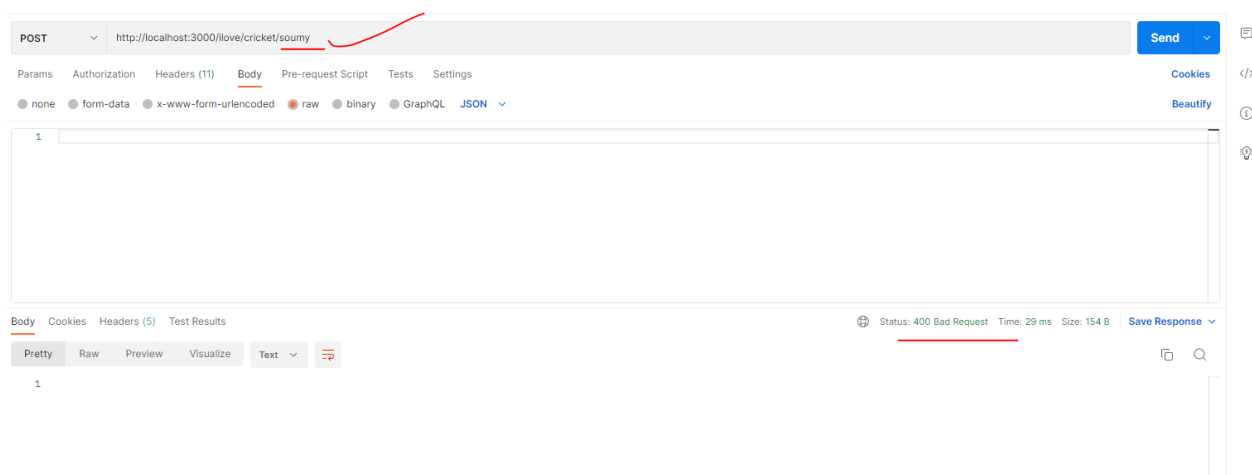 POST http://localhost:3000/ilove/cricket/soumy Send
Params Authorization Headers (11) Body Pre-request Script Tests Settings Cookies
none form-data x-www-form-urlencoded raw binary GraphQL JSON Beautify
1
Body Cookies Headers (5) Test Results Status: 400 Bad Request Time: 29 ms Size: 154 B Save Response
Pretty Raw Preview Visualize Text
1